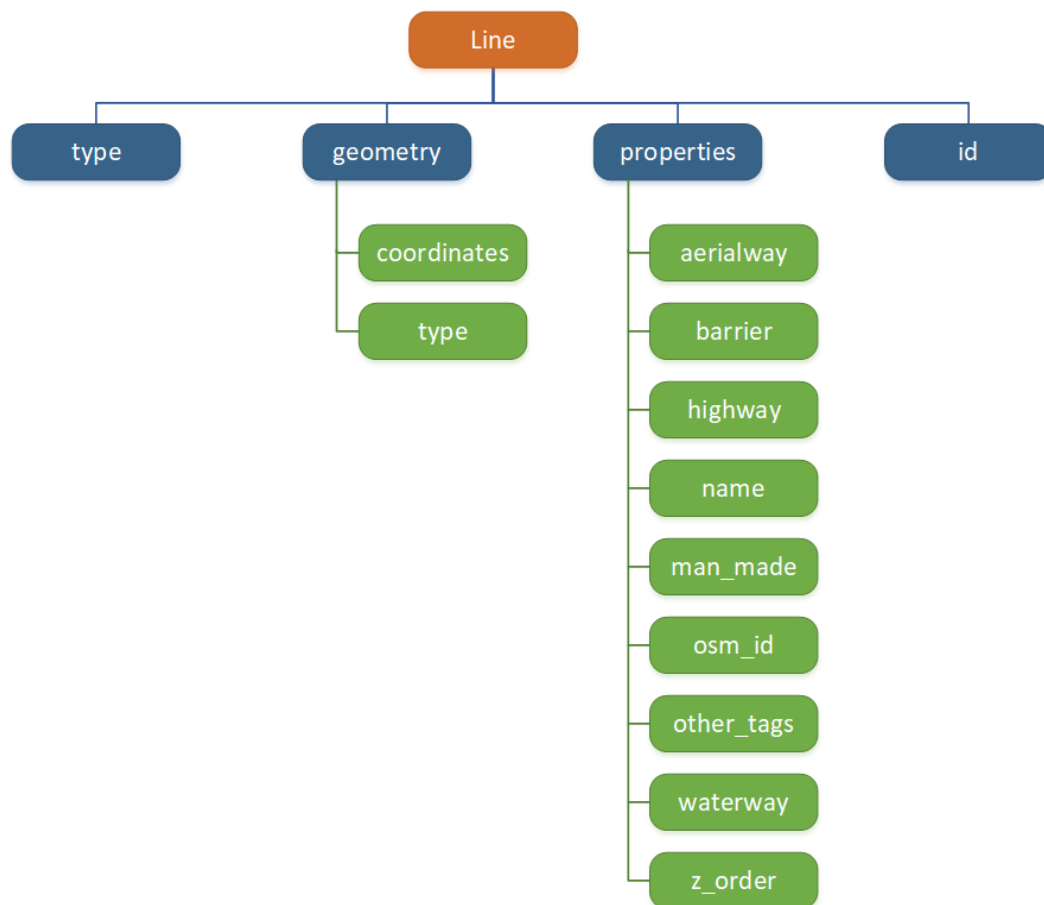 Line
type
geometry
properties
id
coordinates
type
aerialway
barrier
highway
name
man_made
osm_id
other_tags
waterway
z_order